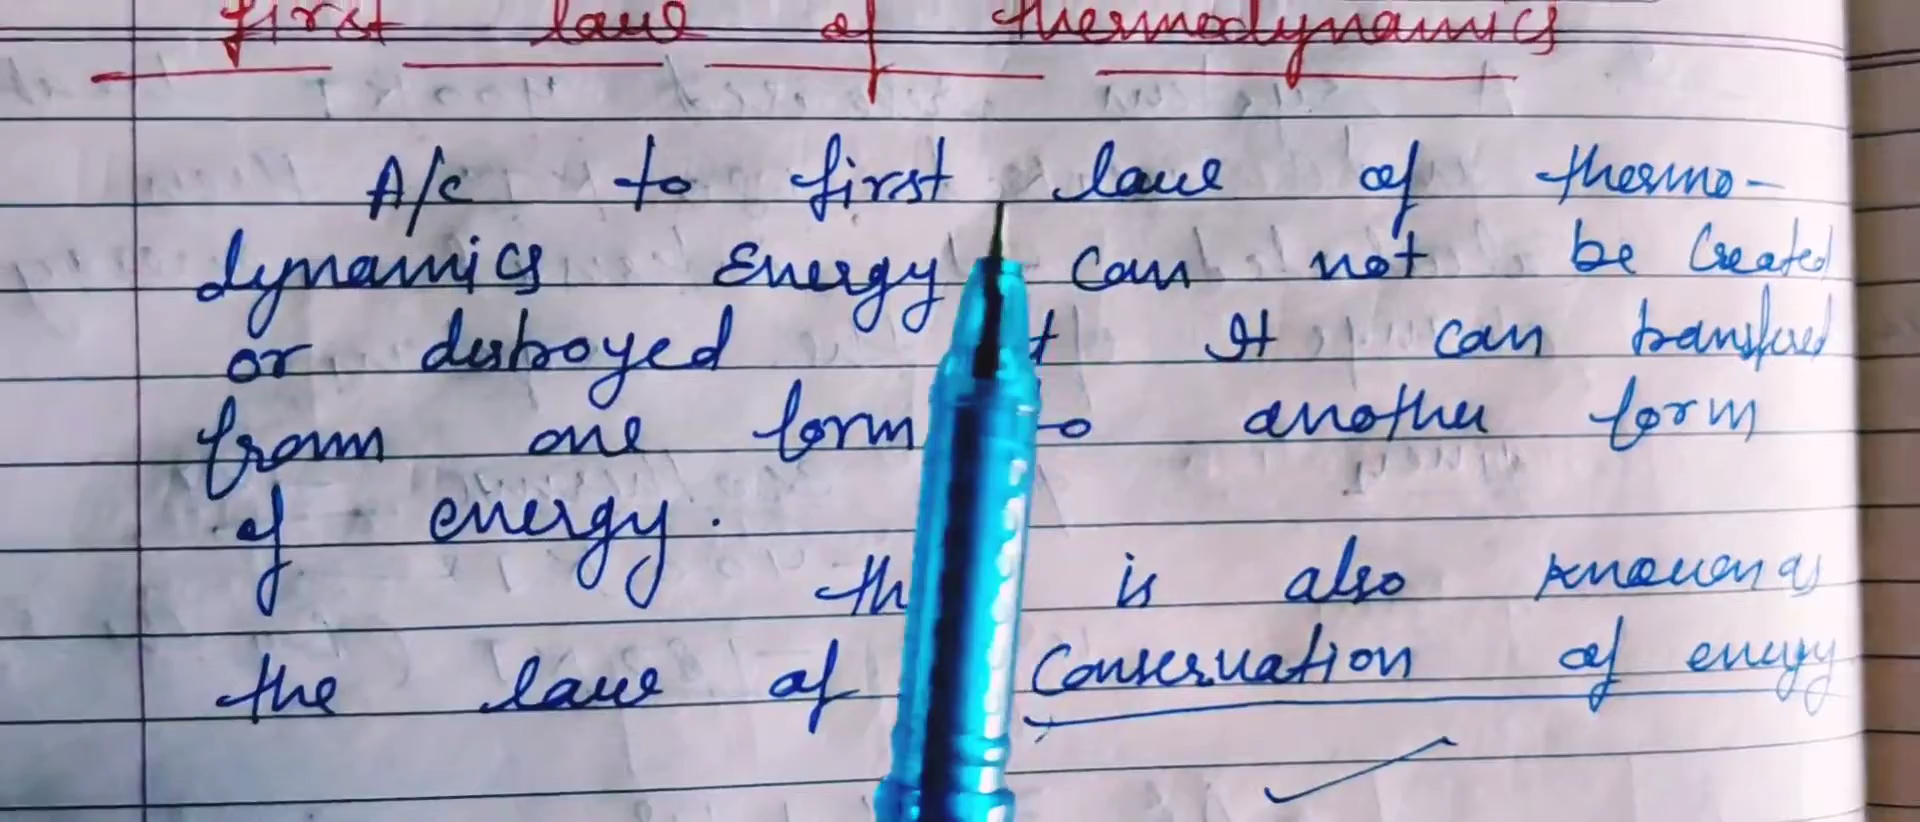 first law of thermodynamics
A/c to first law of thermo-
dynamics Energy can not be Created
or destroyed It can transfered
from one form another form
of energy.
is also known as
the law of Conservation of energy